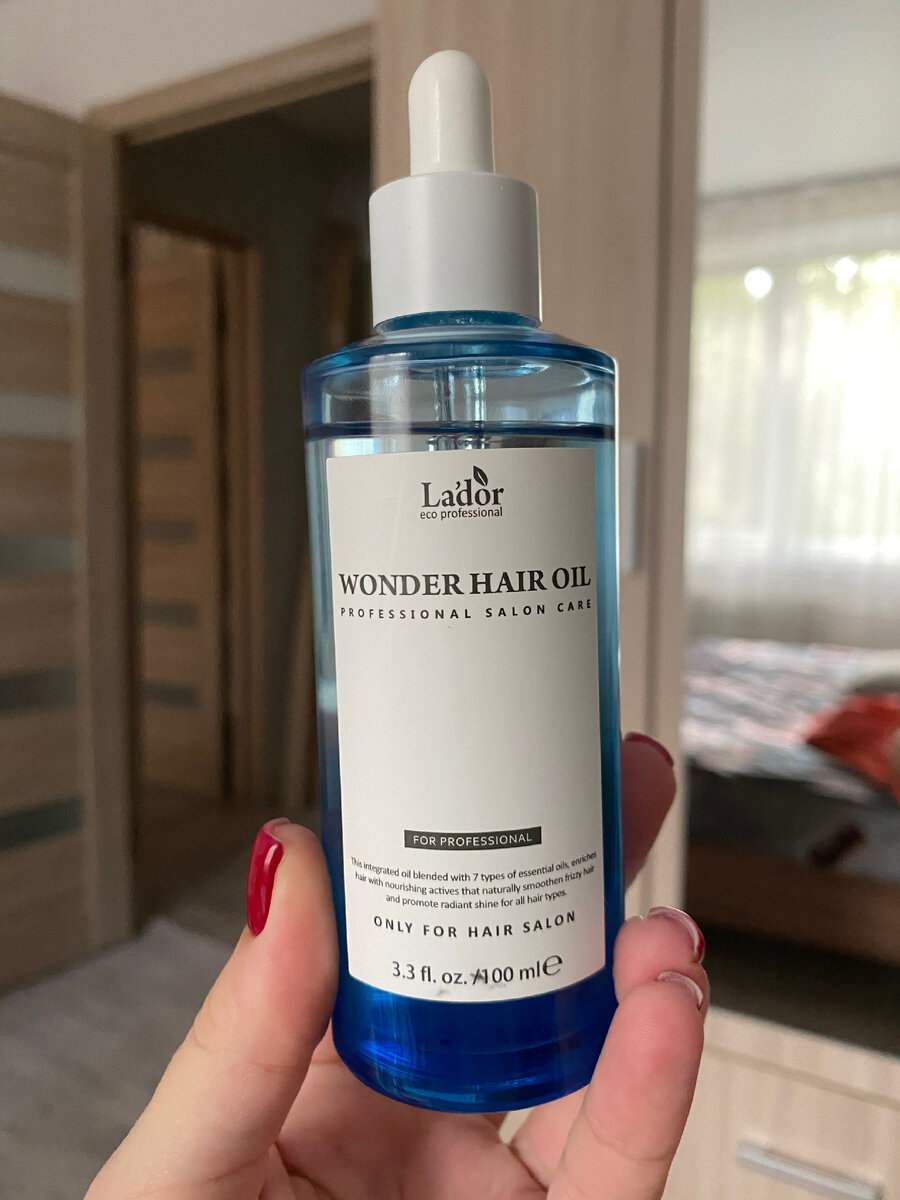 La'dor
eco professional
WONDER HAIR OIL
PROFESSIONAL SALON CARE
FOR PROFESSIONAL
This integrated oil blended with 7 types of essential oils, enriches
hair with nourishing actives that naturally smoothen frizzy hair
and promote radiant shine for all hair types.
ONLY FOR HAIR SALON
3.3 fl. oz. / 100 ml ℮